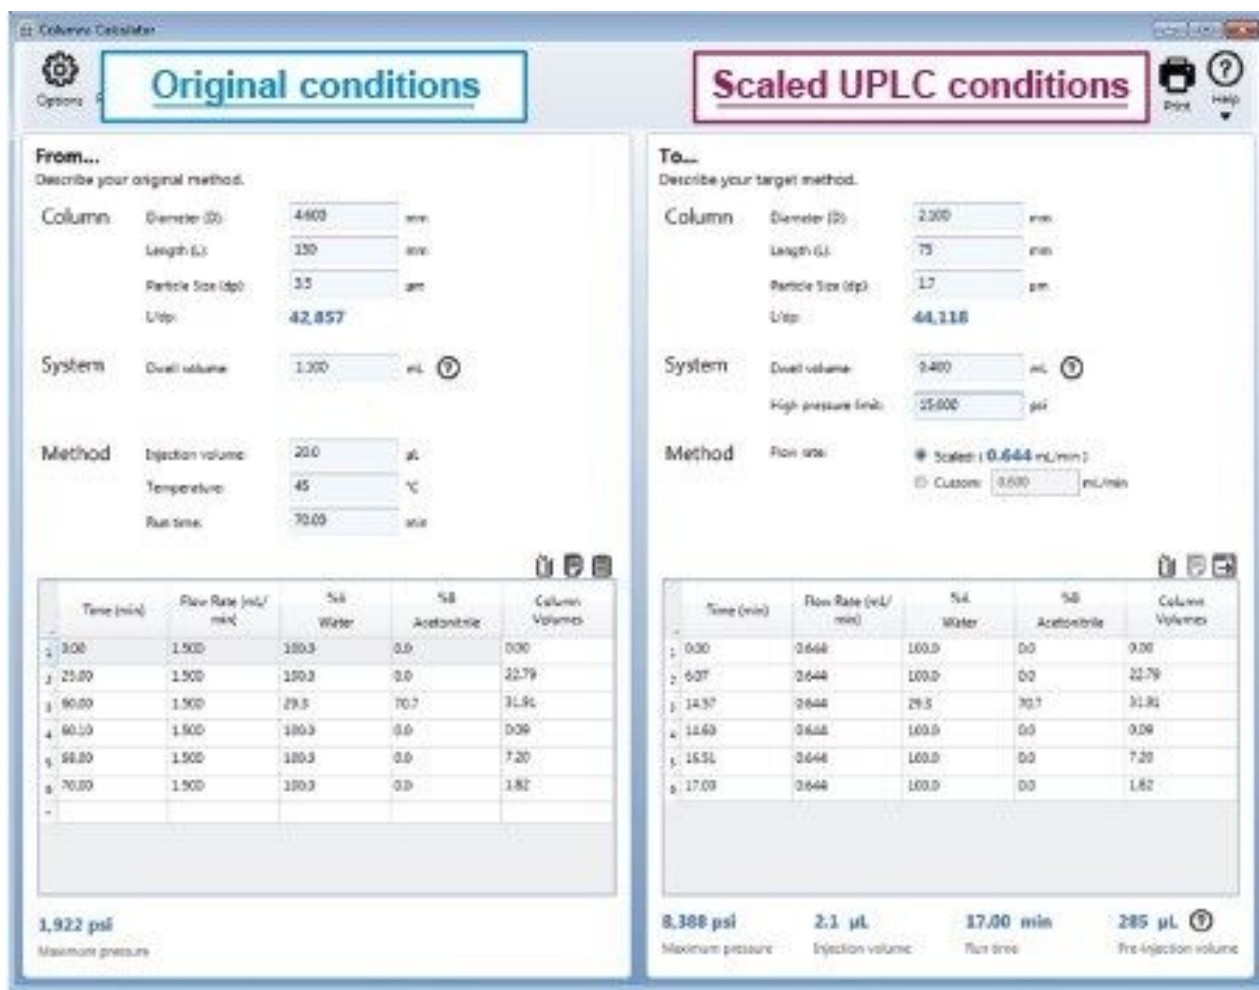 Columns Calculator
Options
Original conditions
Scaled UPLC conditions
Print
Help
From...
Describe your original method.
Column
Diameter (D):
4.600
mm
Length (L):
150
mm
Particle Size (dp):
3.5
µm
L/dp:
42,857
System
Dwell volume:
mL
Method
Injection volume:
20.0
µL
Temperature:
45
°C
Run time:
70.00
min
Time (min)
Flow Rate (mL/
min)
%A
Water
%B
Acetonitrile
Column
Volumes
1 0.00 1.500 100.0 0.0 0.00
2 25.00 1.500 100.0 0.0 22.79
3 60.00 1.500 29.3 70.7 31.91
4 60.10 1.500 100.0 0.0 0.09
5 68.00 1.500 100.0 0.0 7.20
6 70.00 1.500 100.0 0.0 1.82
1,922 psi
Maximum pressure
To...
Describe your target method.
Column
Diameter (D):
2.100
mm
Length (L):
75
mm
Particle Size (dp):
1.7
µm
L/dp:
44,118
System
Dwell volume:
0.400
mL
High pressure limit:
15,000
psi
Method
Flow rate:
Scaled: ( 0.644 mL/min )
Custom:
mL/min
Time (min)
Flow Rate (mL/
min)
%A
Water
%B
Acetonitrile
Column
Volumes
1 0.00 0.644 100.0 0.0 0.00
2 6.07 0.644 100.0 0.0 22.79
3 14.57 0.644 29.3 70.7 31.91
4 14.60 0.644 100.0 0.0 0.09
5 16.51 0.644 100.0 0.0 7.20
6 17.00 0.644 100.0 0.0 1.82
8,388 psi
Maximum pressure
2.1 µL
Injection volume
17.00 min
Run time
285 µL
Pre-injection volume